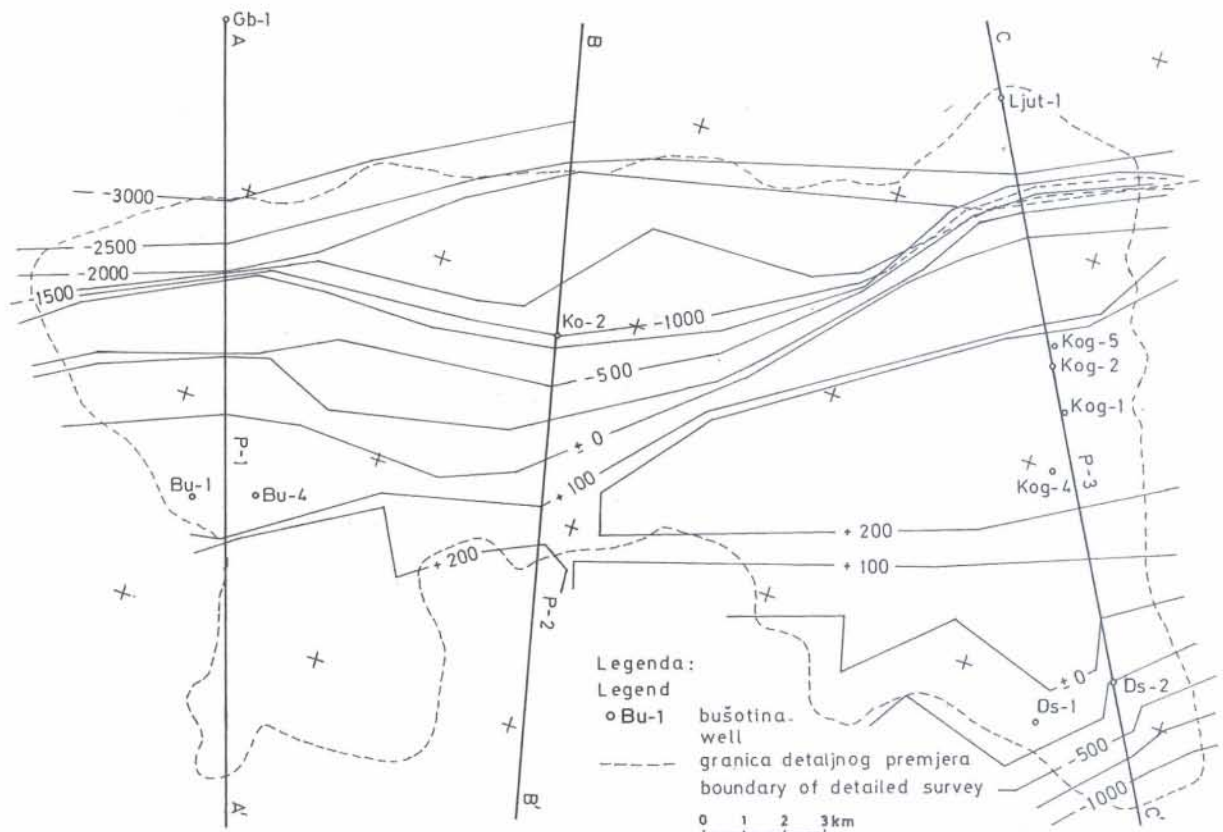 Gb-1
A
B
C
Ljut-1
-3000
-2500
-2000
-1500
Ko-2
-1000
-500
± 0
+ 100
Kog-5
Kog-2
Kog-1
Kog-4
P-1
Bu-1
Bu-4
P-3
+ 200
+ 200
+ 100
P-2
± 0
Ds-2
Ds-1
-500
-1000
Legenda:
Legend
Bu-1 bušotina.
well
granica detaljnog premjera
boundary of detailed survey
0 1 2 3km
A'
B'
C'